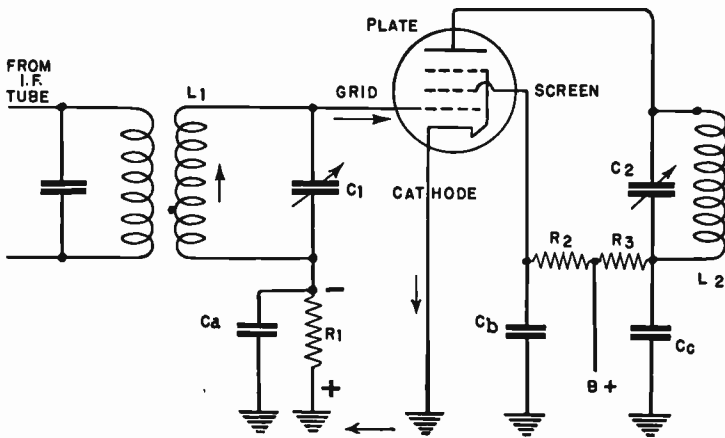 PLATE
FROM
I.F.
TUBE
L1
GRID
SCREEN
C1
C2
CATHODE
R2
R3
L2
−
Ca
R1
Cb
Cc
+
B+